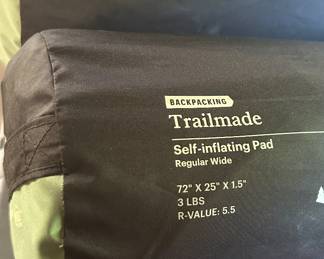 BACKPACKING
Trailmade
Self-inflating Pad
Regular Wide
72" X 25" X 1.5"
3 LBS
R-VALUE: 5.5